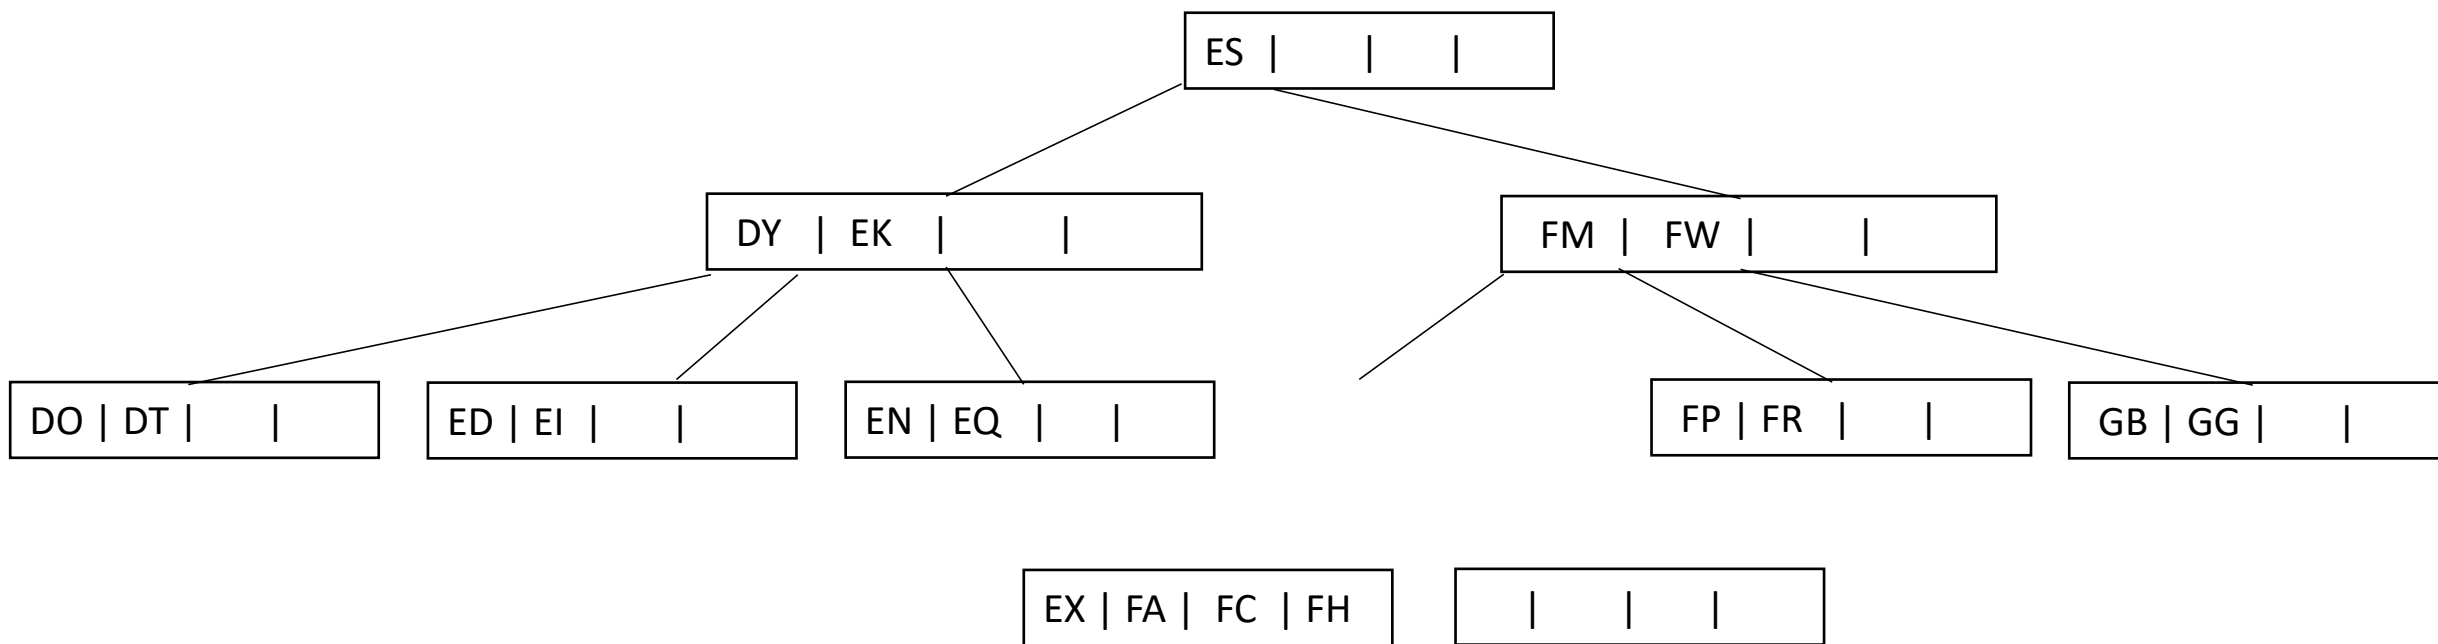 ES | | |
DY | EK | |
FM | FW | |
DO | DT | |
ED | EI | |
EN | EQ | |
FP | FR | |
GB | GG | |
EX | FA | FC | FH
| | |